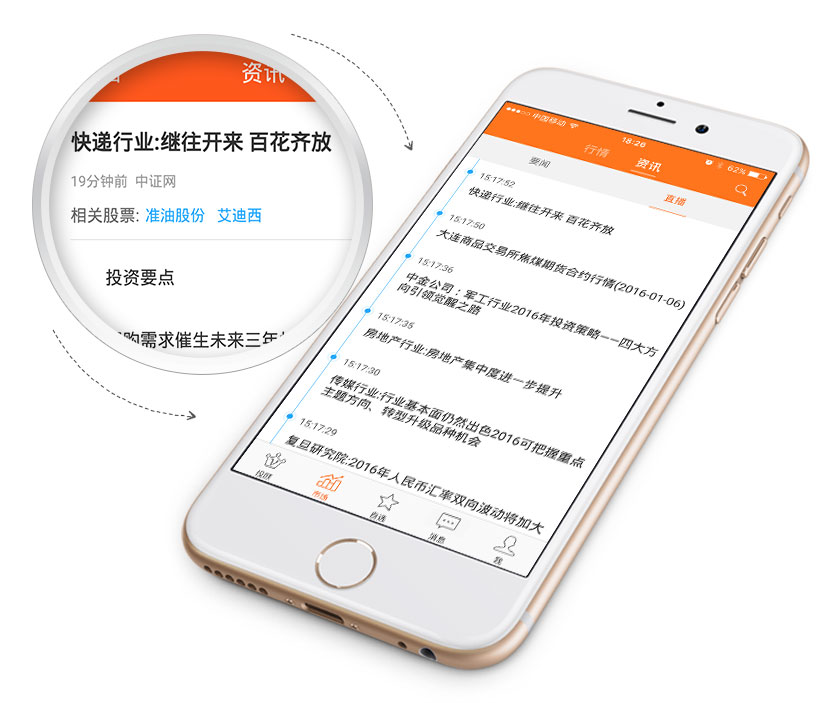 资讯
快递行业:继往开来 百花齐放
19分钟前 中证网
相关股票: 准油股份 艾迪西
投资要点
购需求催生未来三年
中国移动
18:26
62%
行情 资讯
要闻 直播
15:17:52
快递行业:继往开来 百花齐放
15:17:50
大连商品交易所焦煤期货合约行情(2016-01-06)
15:17:36
中金公司：军工行业2016年投资策略——四大方
向引领觉醒之路
15:17:35
房地产行业:房地产集中度进一步提升
15:17:30
传媒行业:行业基本面仍然出色2016可把握重点
主题方向、转型升级品种机会
15:17:29
复旦研究院:2016年人民币汇率双向波动将加大
市场 自选 消息 我